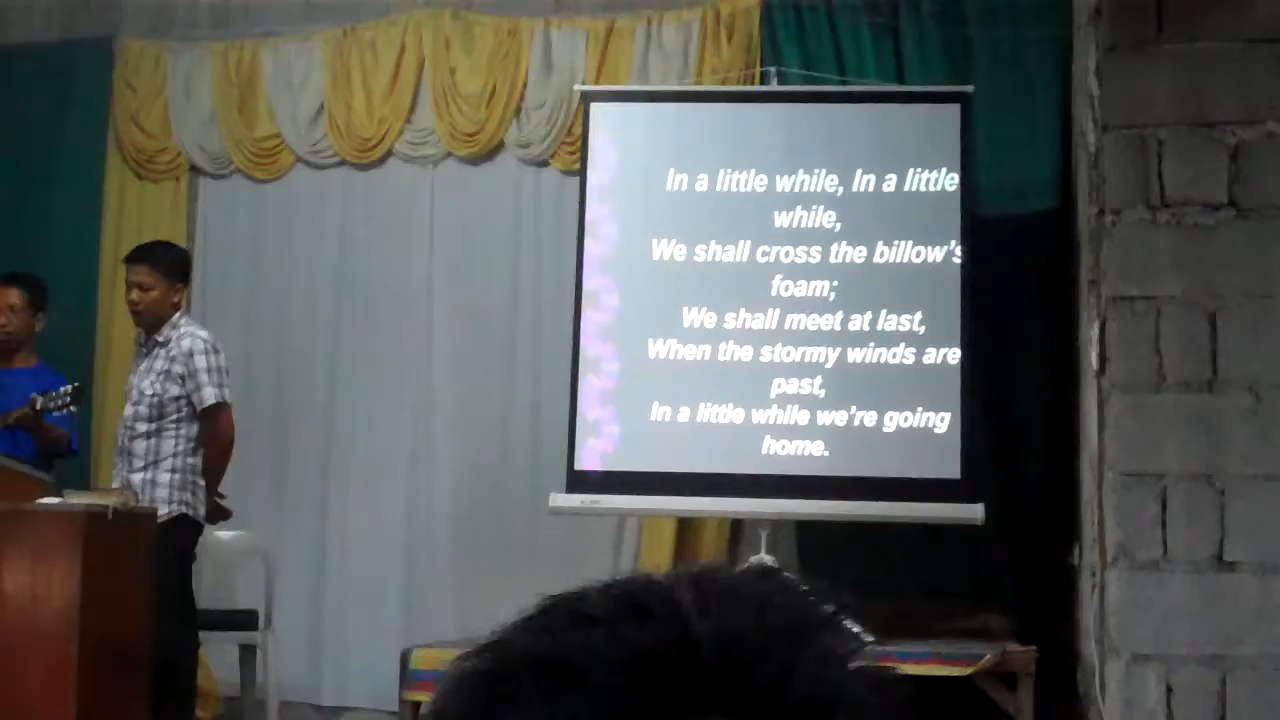 In a little while, In a little
while,
We shall cross the billow's
foam;
We shall meet at last,
When the stormy winds are
past,
In a little while we're going
home.